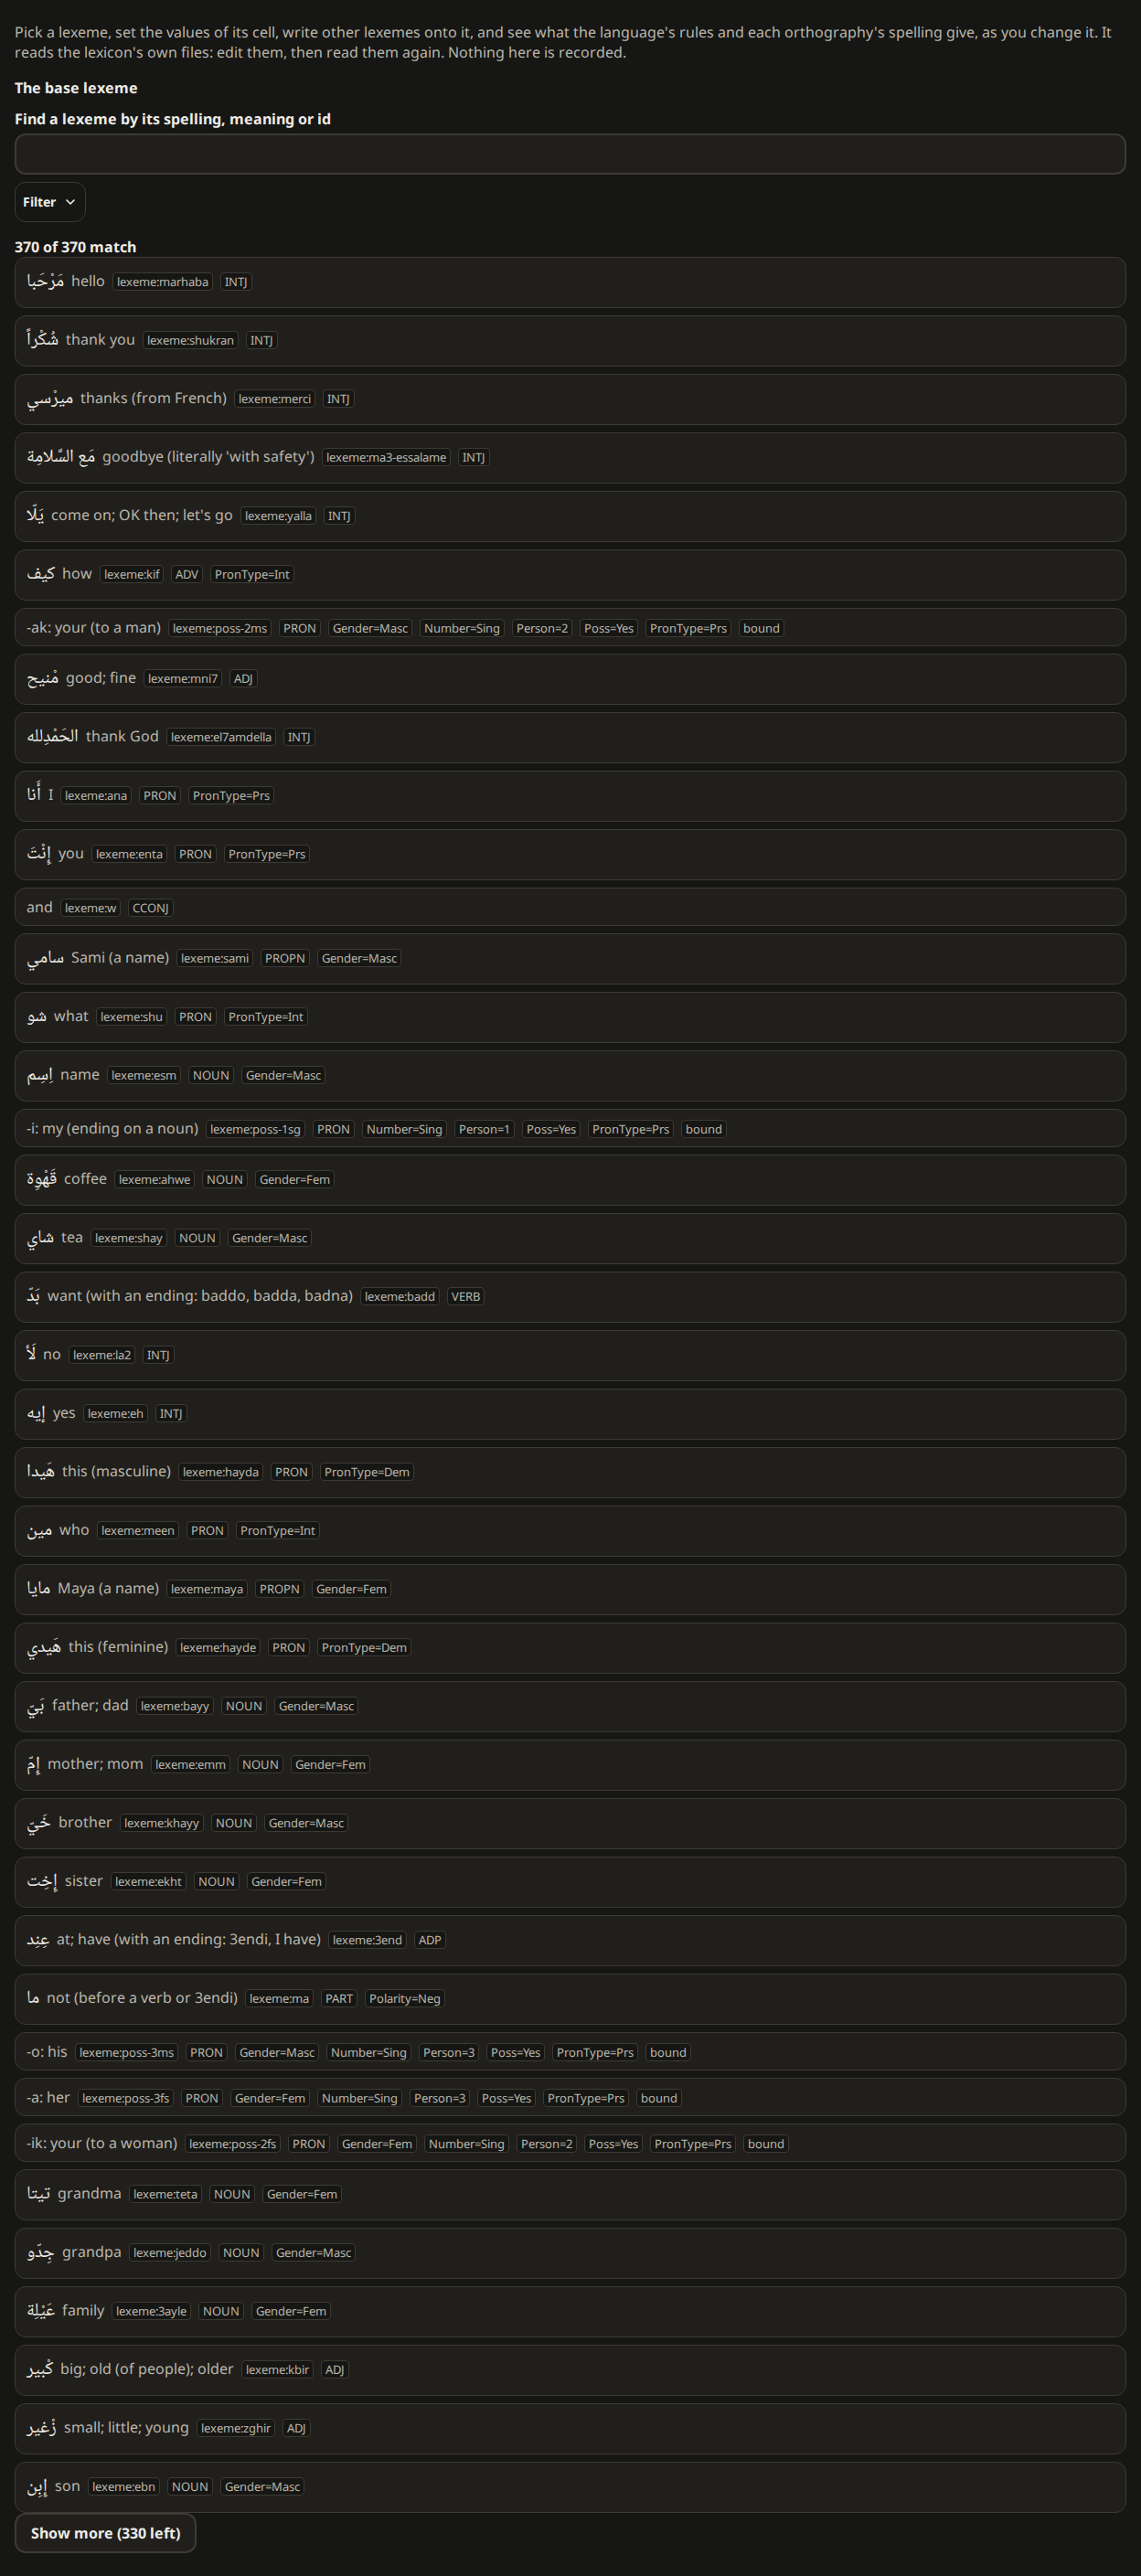 Pick a lexeme, set the values of its cell, write other lexemes onto it, and see what the language's rules and each orthography's spelling give, as you change it. It
reads the lexicon's own files: edit them, then read them again. Nothing here is recorded.
The base lexeme
Find a lexeme by its spelling, meaning or id
Filter
370 of 370 match
مَرْحَبا hello lexeme:marhaba INTJ
شُكْراً thank you lexeme:shukran INTJ
ميرْسي thanks (from French) lexeme:merci INTJ
مَع السَّلامِة goodbye (literally 'with safety') lexeme:ma3-essalame INTJ
يَلّا come on; OK then; let's go lexeme:yalla INTJ
كيف how lexeme:kif ADV PronType=Int
-ak: your (to a man) lexeme:poss-2ms PRON Gender=Masc Number=Sing Person=2 Poss=Yes PronType=Prs bound
مْنيح good; fine lexeme:mni7 ADJ
الحَمْدِلله thank God lexeme:el7amdella INTJ
أَنا I lexeme:ana PRON PronType=Prs
إِنْتَ you lexeme:enta PRON PronType=Prs
and lexeme:w CCONJ
سامي Sami (a name) lexeme:sami PROPN Gender=Masc
شو what lexeme:shu PRON PronType=Int
اِسِم name lexeme:esm NOUN Gender=Masc
-i: my (ending on a noun) lexeme:poss-1sg PRON Number=Sing Person=1 Poss=Yes PronType=Prs bound
قَهْوِة coffee lexeme:ahwe NOUN Gender=Fem
شاي tea lexeme:shay NOUN Gender=Masc
بَدّ want (with an ending: baddo, badda, badna) lexeme:badd VERB
لَأ no lexeme:la2 INTJ
إيه yes lexeme:eh INTJ
هَيدا this (masculine) lexeme:hayda PRON PronType=Dem
مين who lexeme:meen PRON PronType=Int
مايا Maya (a name) lexeme:maya PROPN Gender=Fem
هَيدي this (feminine) lexeme:hayde PRON PronType=Dem
بَيّ father; dad lexeme:bayy NOUN Gender=Masc
إِمّ mother; mom lexeme:emm NOUN Gender=Fem
خَيّ brother lexeme:khayy NOUN Gender=Masc
إِخِت sister lexeme:ekht NOUN Gender=Fem
عِنِد at; have (with an ending: 3endi, I have) lexeme:3end ADP
ما not (before a verb or 3endi) lexeme:ma PART Polarity=Neg
-o: his lexeme:poss-3ms PRON Gender=Masc Number=Sing Person=3 Poss=Yes PronType=Prs bound
-a: her lexeme:poss-3fs PRON Gender=Fem Number=Sing Person=3 Poss=Yes PronType=Prs bound
-ik: your (to a woman) lexeme:poss-2fs PRON Gender=Fem Number=Sing Person=2 Poss=Yes PronType=Prs bound
تيتا grandma lexeme:teta NOUN Gender=Fem
جِدّو grandpa lexeme:jeddo NOUN Gender=Masc
عَيْلِة family lexeme:3ayle NOUN Gender=Fem
كْبير big; old (of people); older lexeme:kbir ADJ
زْغير small; little; young lexeme:zghir ADJ
إِبِن son lexeme:ebn NOUN Gender=Masc
Show more (330 left)